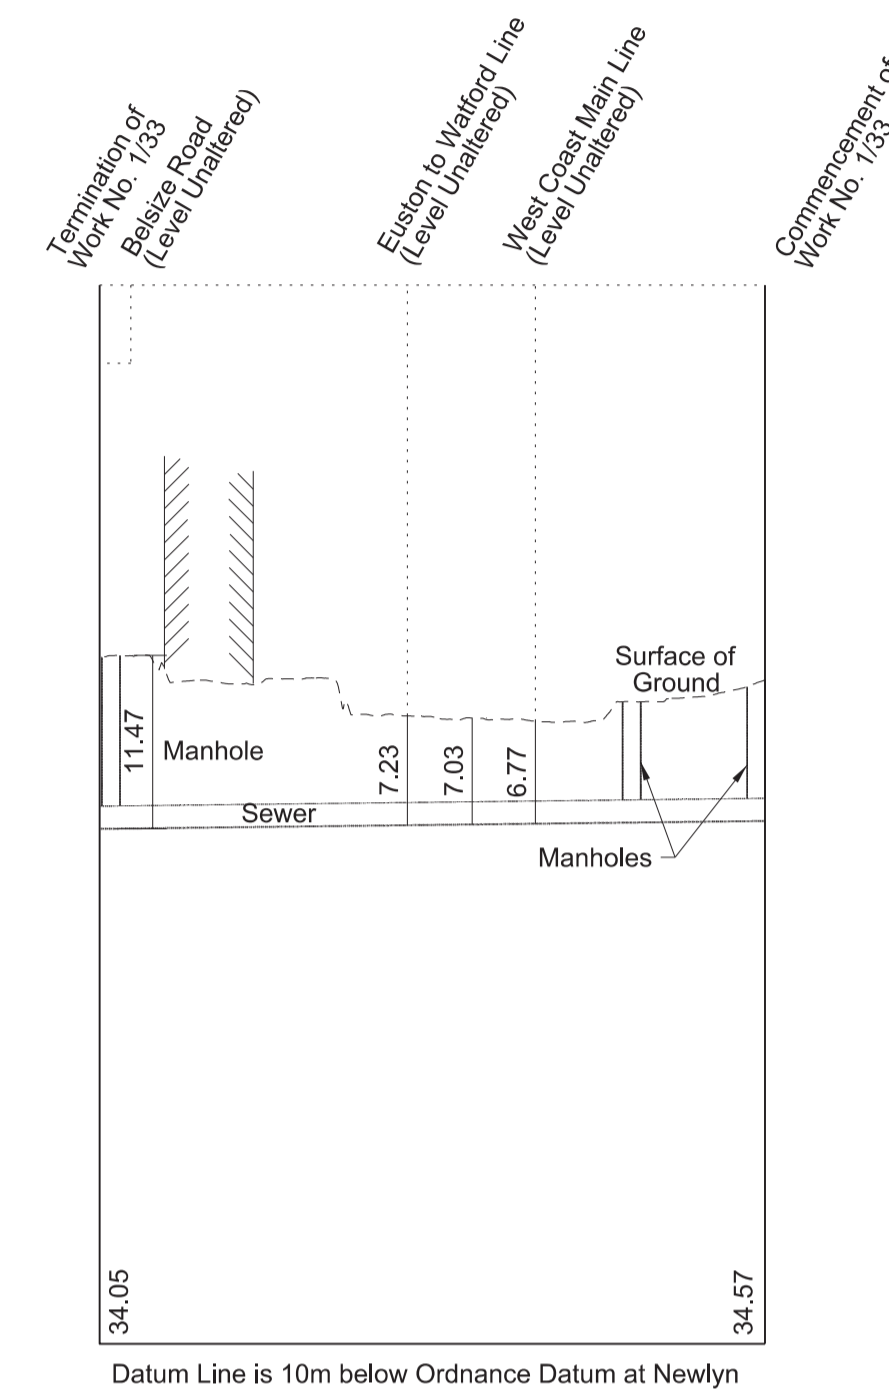 Termination of
Work No. 1/33
Belsize Road
(Level Unaltered)
Euston to Watford Line
(Level Unaltered)
West Coast Main Line
(Level Unaltered)
Commencement of
Work No. 1/33
Surface of
Ground
11.47
Manhole
7.23
7.03
6.77
Sewer
Manholes
34.05
34.57
Datum Line is 10m below Ordnance Datum at Newlyn